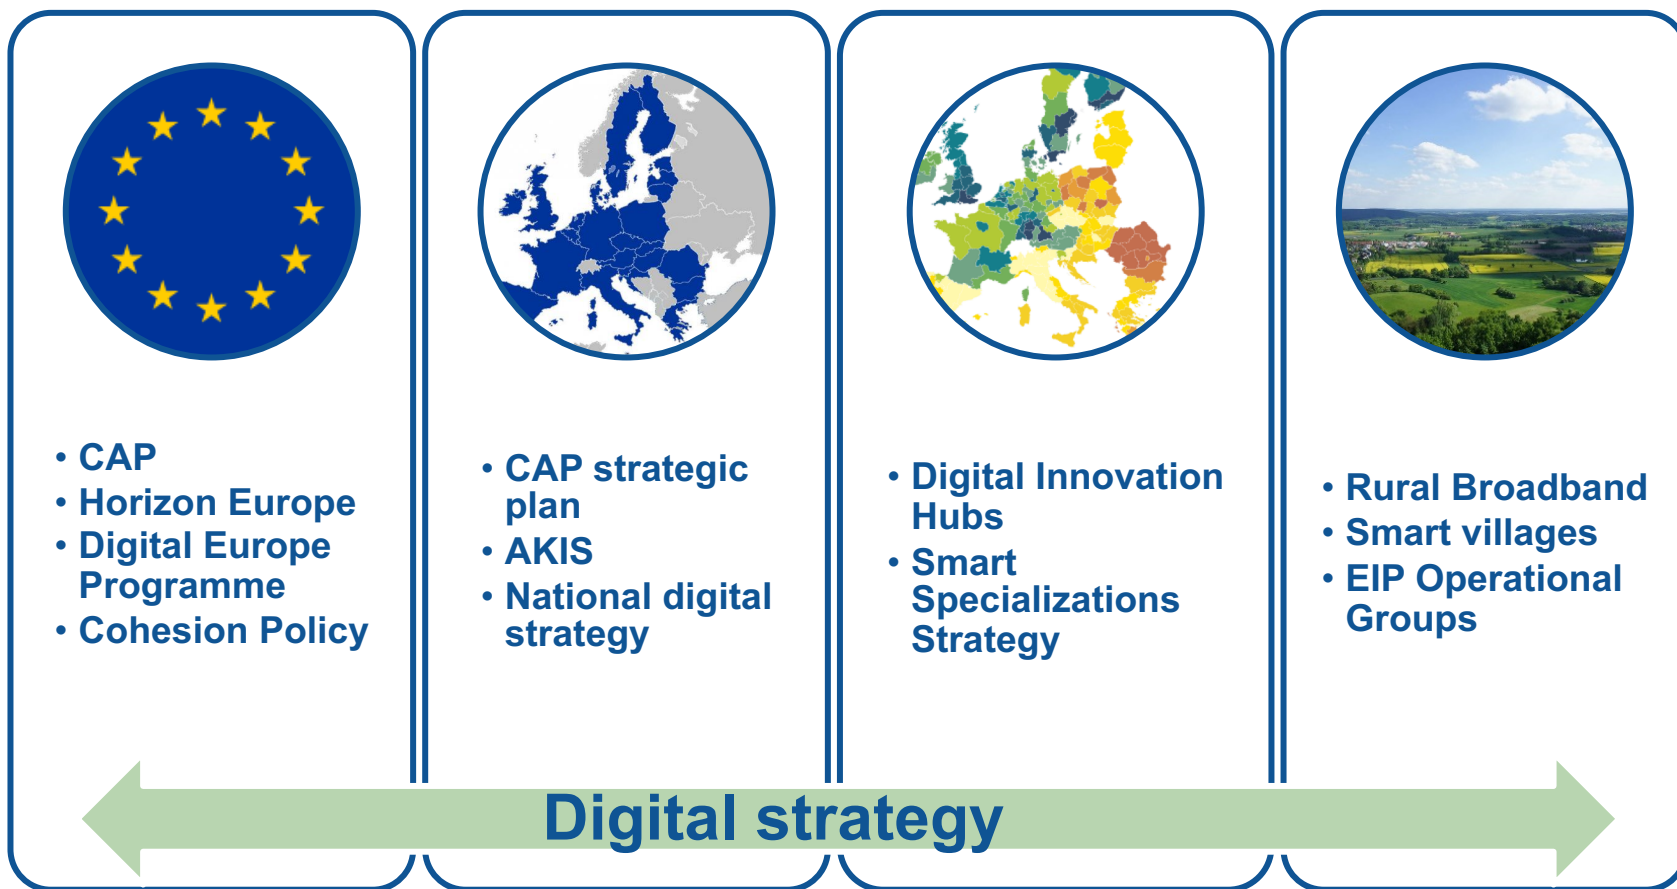 • CAP
• Horizon Europe
• Digital Europe
Programme
• Cohesion Policy
• CAP strategic
plan
• AKIS
• National digital
strategy
• Digital Innovation
Hubs
• Smart
Specializations
Strategy
• Rural Broadband
• Smart villages
• EIP Operational
Groups
Digital strategy